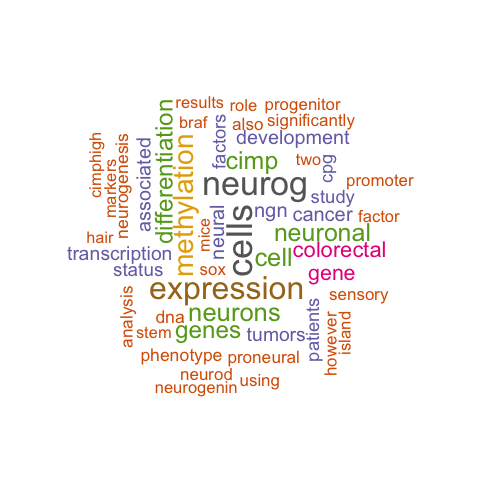 results
role
progenitor
braf
also
significantly
factors
development
differentiation
cimphigh
markers
neurogenesis
associated
methylation
cimp
two
cpg
promoter
neurog
study
neural
ngn
cancer
factor
mice
cells
neuronal
hair
transcription
cell
colorectal
status
sox
gene
expression
sensory
analysis
dna
neurons
patients
however
island
stem
genes
tumors
phenotype
proneural
neurod
neurogenin
using